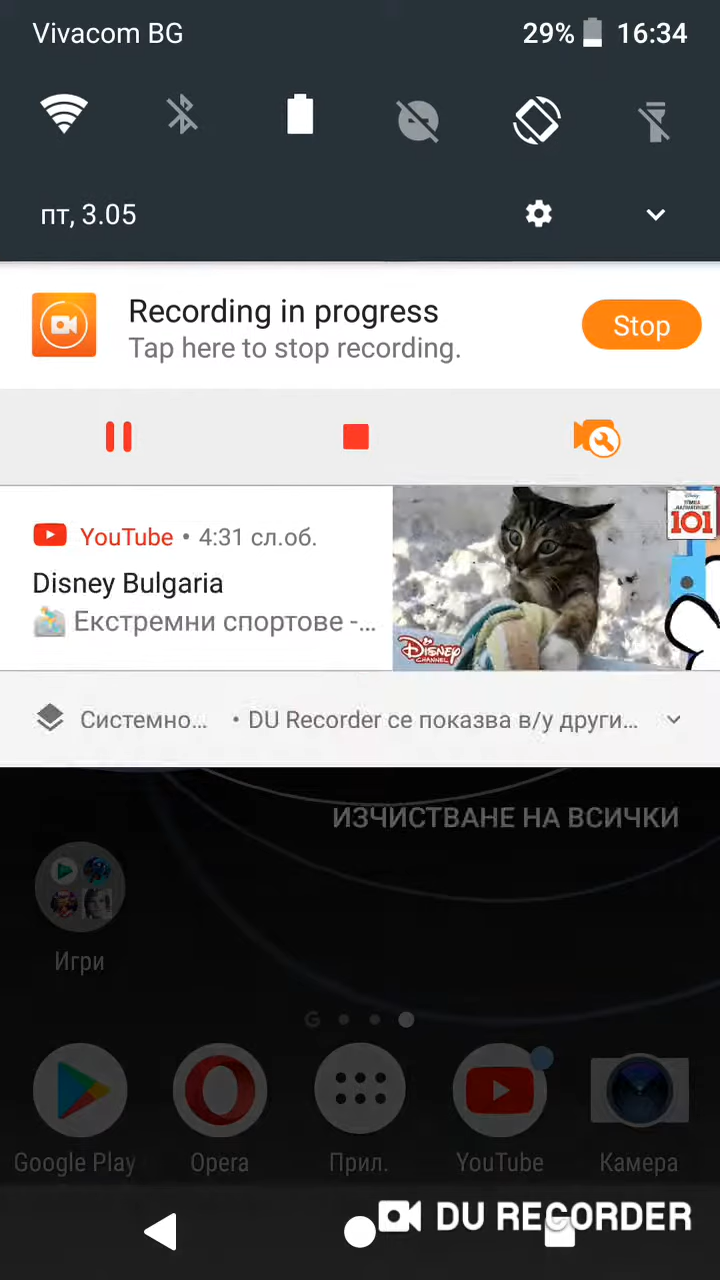 Vivacom BG 29% 16:34
пт, 3.05
Recording in progress
Tap here to stop recording.
Stop
YouTube • 4:31 сл.об.
Disney Bulgaria
Екстремни спортове -...
101
Disney
CHANNEL
Системно... • DU Recorder се показва в/у други...
ИЗЧИСТВАНЕ НА ВСИЧКИ
Игри
G
Google Play Opera Прил. YouTube Камера
DU RECORDER